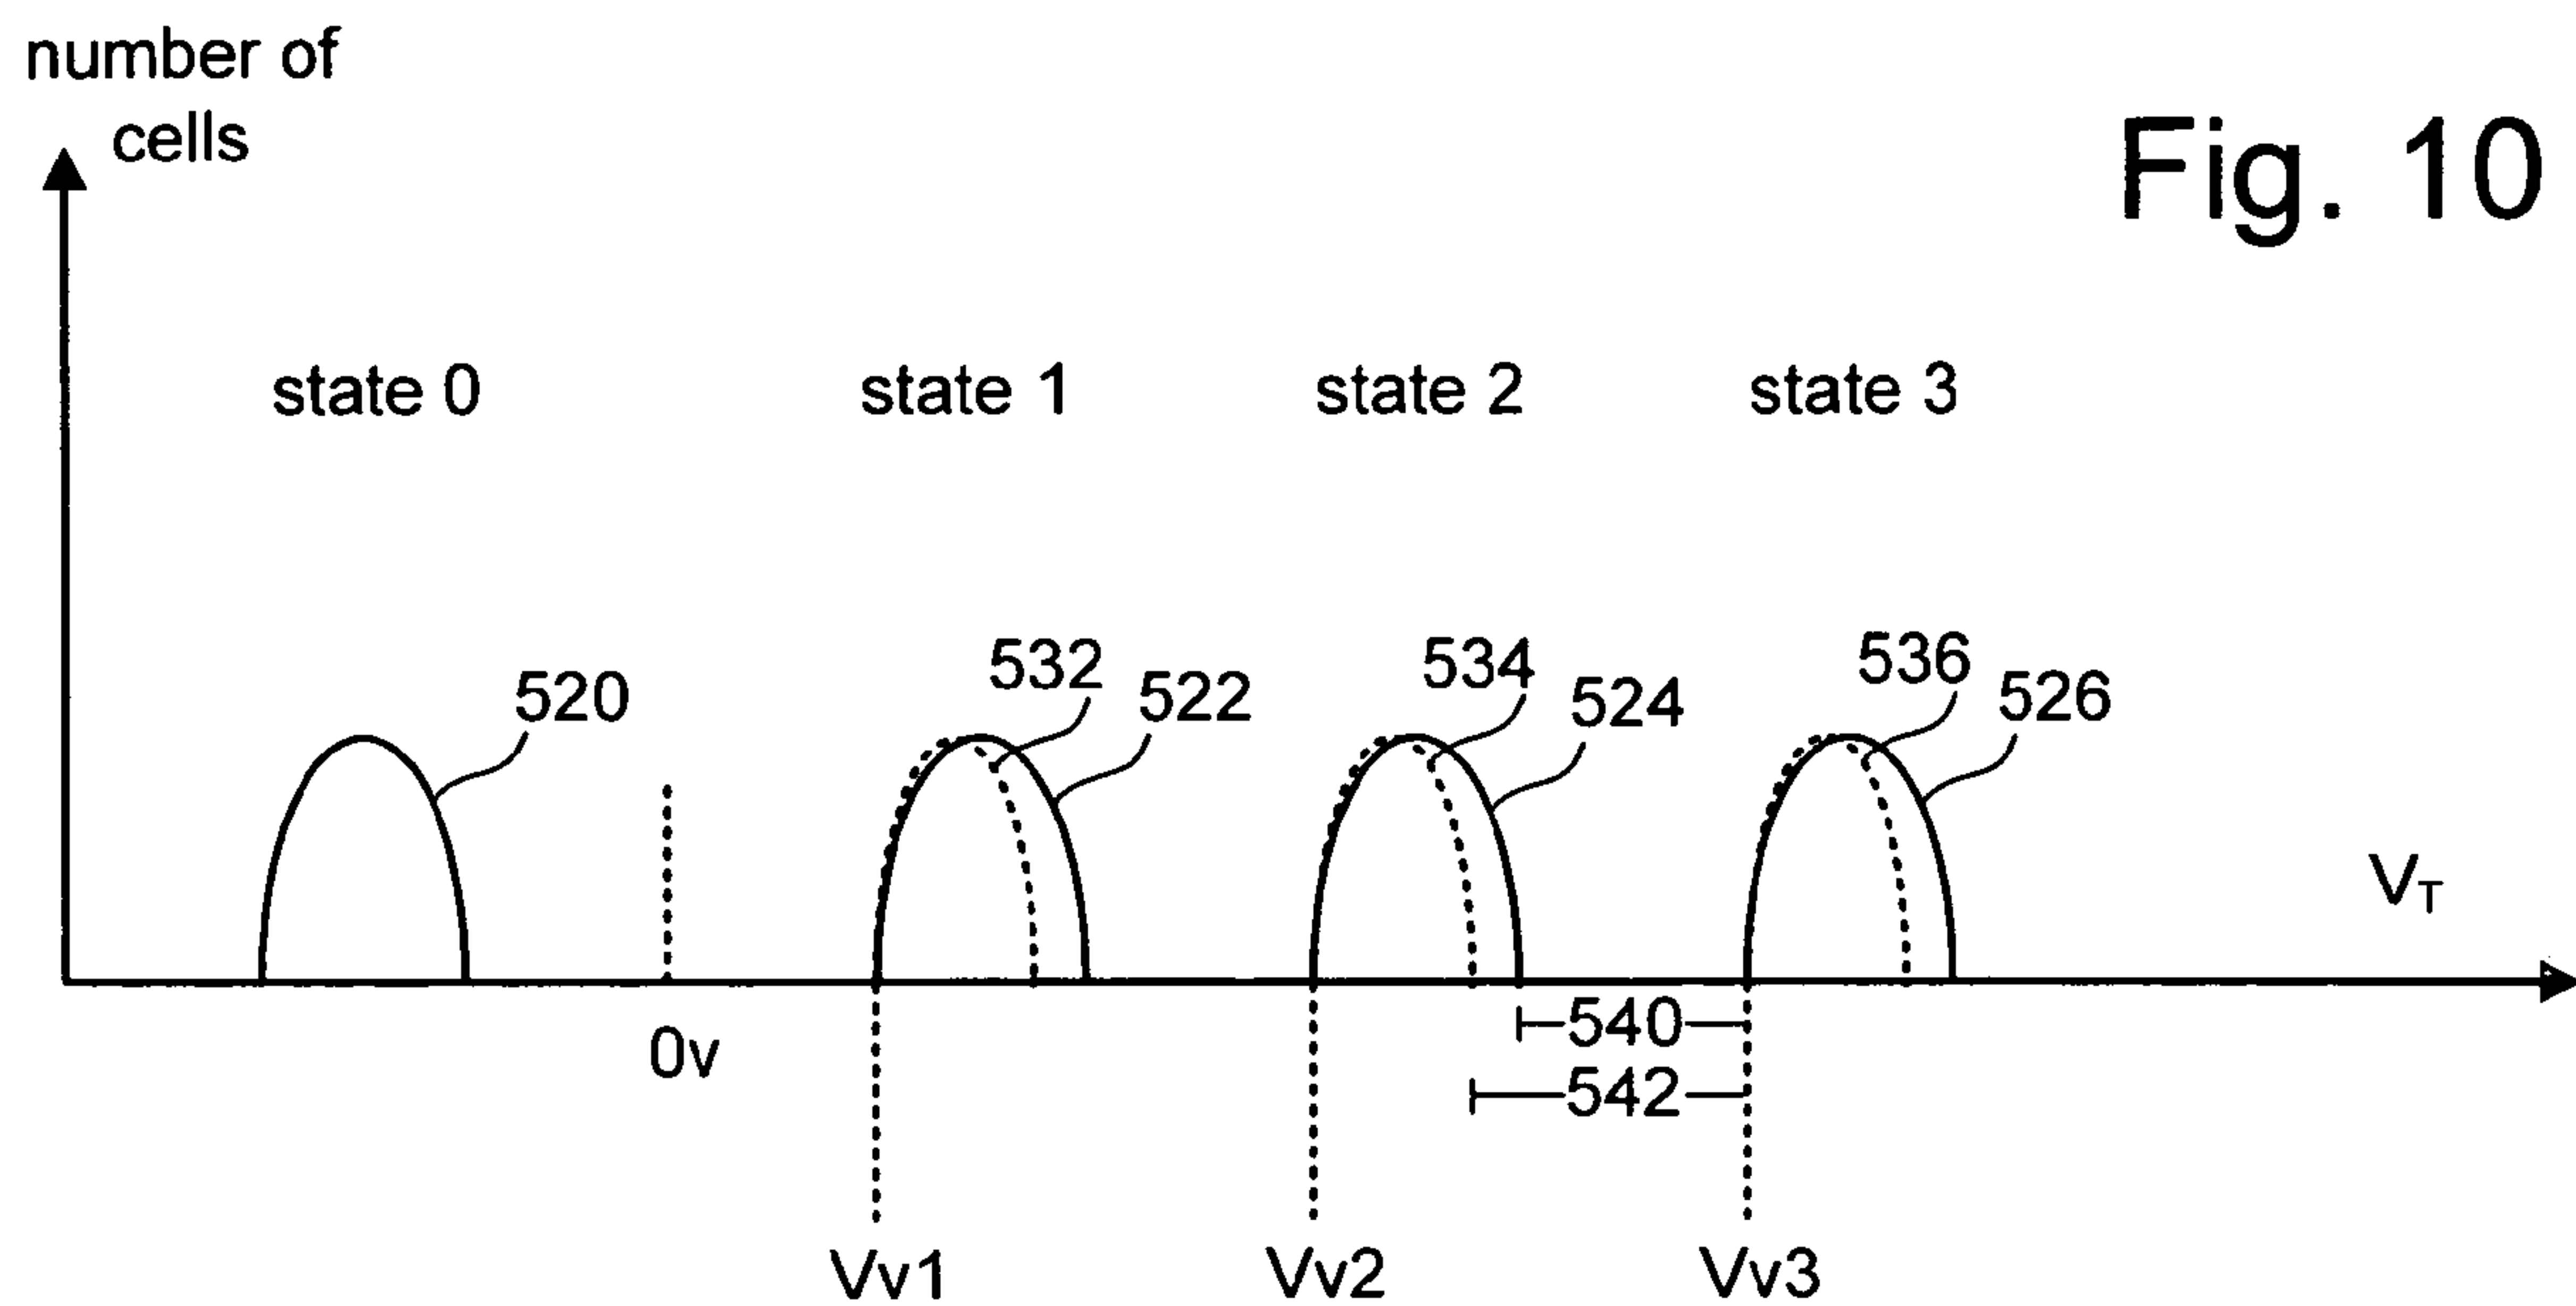 number of
cells
Fig. 10
state 0
state 1
state 2
state 3
520
532
522
534
524
536
526
V_T
0v
540
542
Vv1
Vv2
Vv3